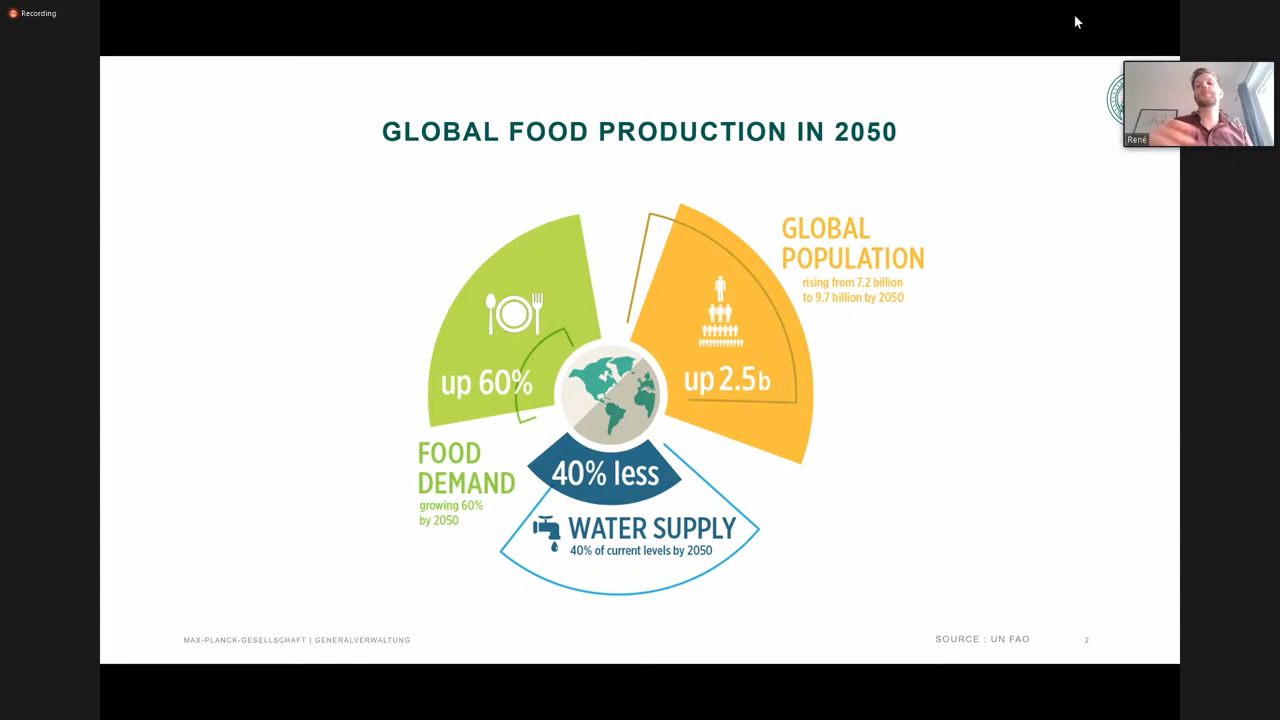 Recording
René
GLOBAL FOOD PRODUCTION IN 2050
GLOBAL
POPULATION
rising from 7.2 billion
to 9.7 billion by 2050
up 60%
up 2.5b
FOOD
DEMAND
growing 60%
by 2050
40% less
WATER SUPPLY
40% of current levels by 2050
MAX-PLANCK-GESELLSCHAFT | GENERALVERWALTUNG
SOURCE : UN FAO
2